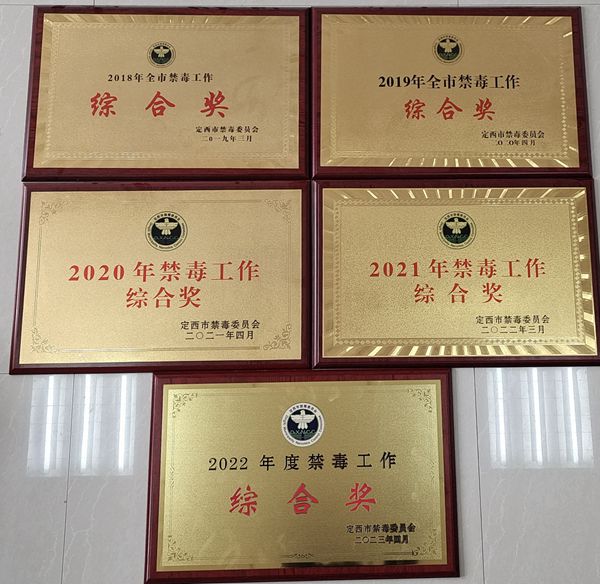 2018年全市禁毒工作
综合奖
定西市禁毒委员会
二〇一九年三月
2019年全市禁毒工作
综合奖
定西市禁毒委员会
二〇二〇年四月
2020年禁毒工作
综合奖
定西市禁毒委员会
二〇二一年四月
2021年禁毒工作
综合奖
定西市禁毒委员会
二〇二二年三月
2022年度禁毒工作
综合奖
定西市禁毒委员会
二〇二三年四月